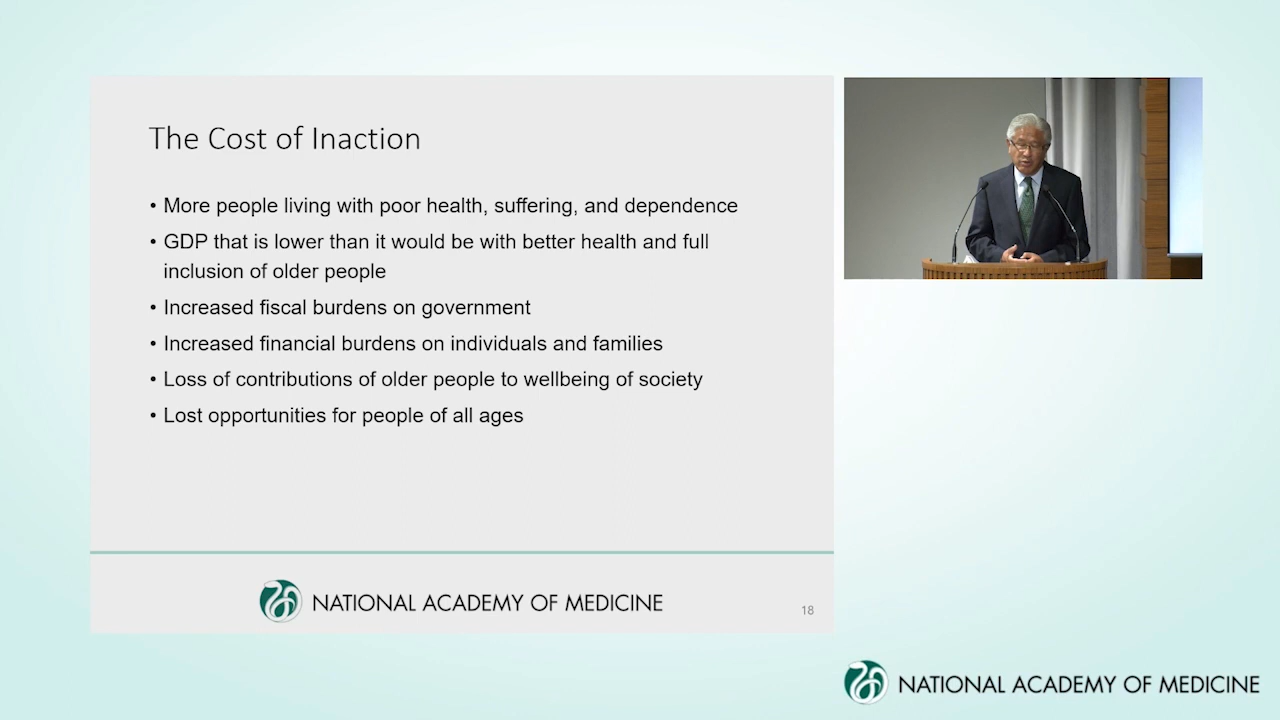 The Cost of Inaction
• More people living with poor health, suffering, and dependence
• GDP that is lower than it would be with better health and full
inclusion of older people
• Increased fiscal burdens on government
• Increased financial burdens on individuals and families
• Loss of contributions of older people to wellbeing of society
• Lost opportunities for people of all ages
NATIONAL ACADEMY OF MEDICINE
18
NATIONAL ACADEMY OF MEDICINE